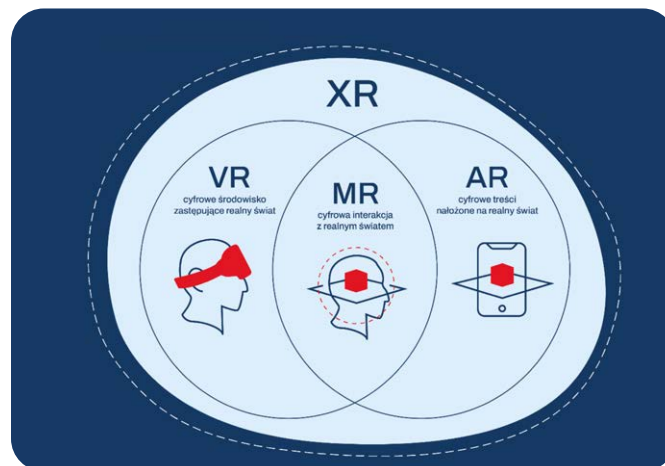 XR
VR
cyfrowe środowisko
zastępujące realny świat
MR
cyfrowa interakcja
z realnym światem
AR
cyfrowe treści
nałożone na realny świat